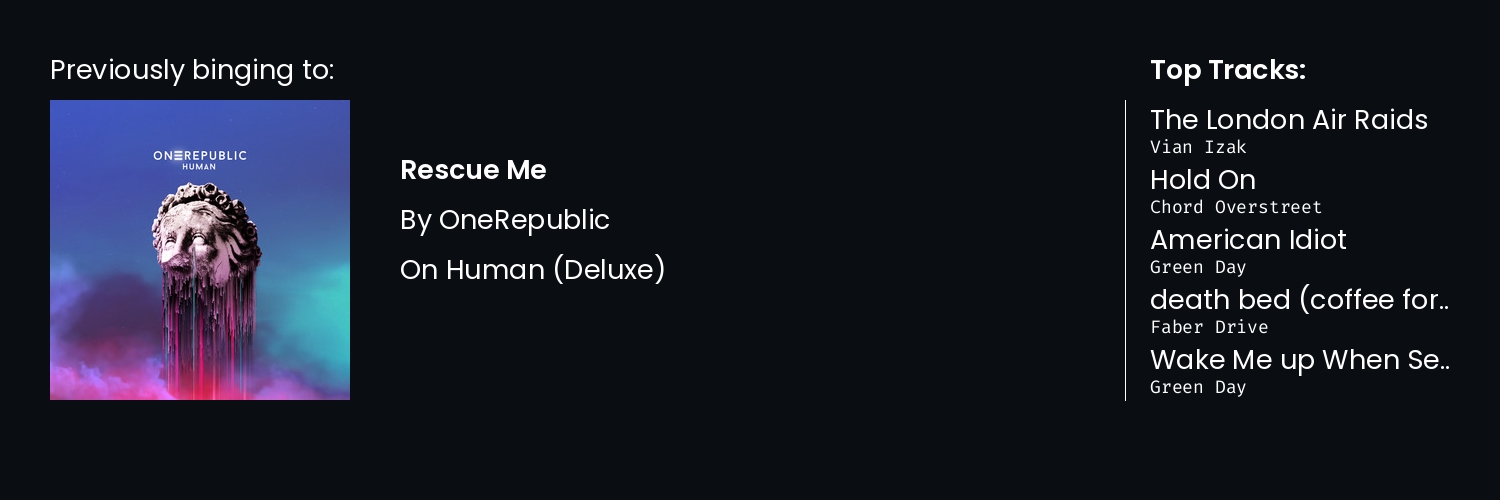 Previously binging to:
ONEREPUBLIC
HUMAN
Rescue Me
By OneRepublic
On Human (Deluxe)
Top Tracks:
The London Air Raids
Vian Izak
Hold On
Chord Overstreet
American Idiot
Green Day
death bed (coffee for..
Faber Drive
Wake Me up When Se..
Green Day